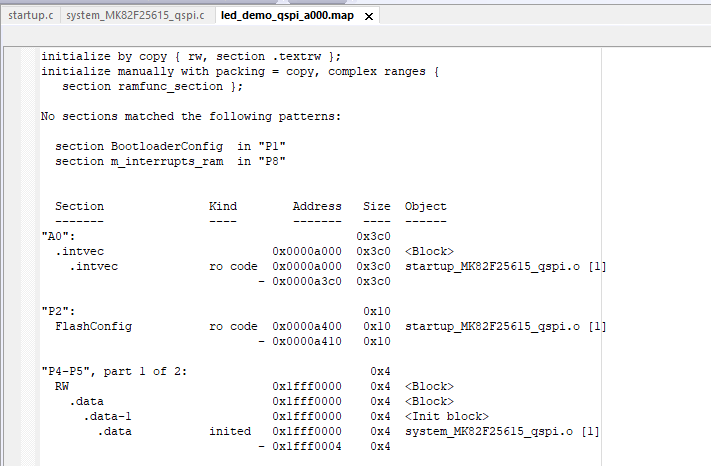 startup.c system_MK82F25615_qspi.c led_demo_qspi_a000.map
initialize by copy { rw, section .textrw };
initialize manually with packing = copy, complex ranges {
   section ramfunc_section };
No sections matched the following patterns:
  section BootloaderConfig  in "P1"
  section m_interrupts_ram  in "P8"
  Section               Kind        Address   Size  Object
  -------               ----        -------   ----  ------
"A0":                                        0x3c0
  .intvec                        0x0000a000  0x3c0  <Block>
    .intvec             ro code  0x0000a000  0x3c0  startup_MK82F25615_qspi.o [1]
                               - 0x0000a3c0  0x3c0
"P2":                                         0x10
  FlashConfig           ro code  0x0000a400   0x10  startup_MK82F25615_qspi.o [1]
                               - 0x0000a410   0x10
"P4-P5", part 1 of 2:                          0x4
  RW                             0x1fff0000    0x4  <Block>
    .data                        0x1fff0000    0x4  <Block>
      .data-1                    0x1fff0000    0x4  <Init block>
        .data           inited   0x1fff0000    0x4  system_MK82F25615_qspi.o [1]
                               - 0x1fff0004    0x4